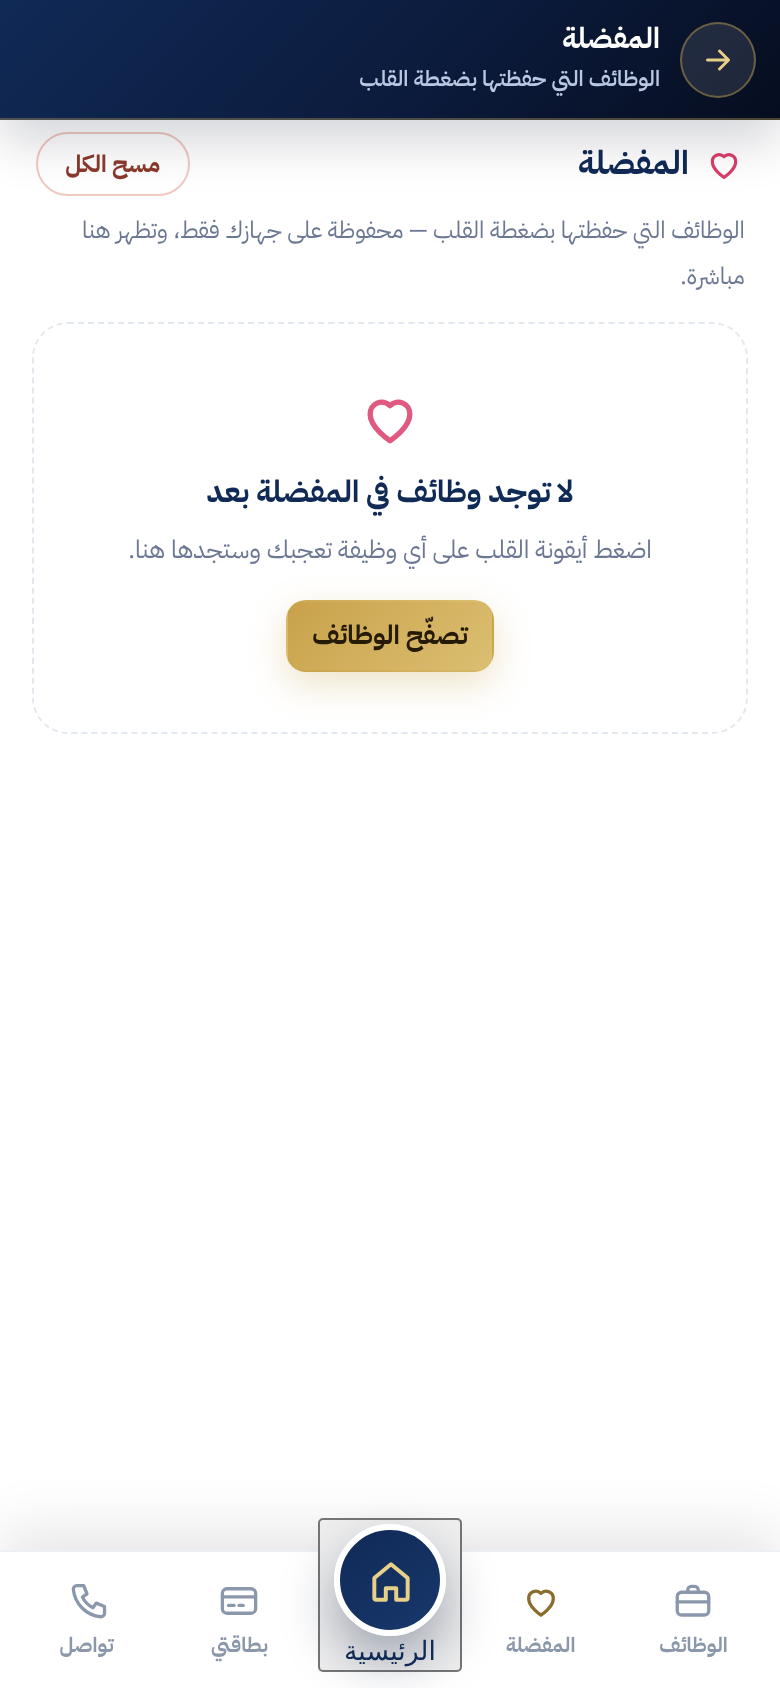 المفضلة
الوظائف التي حفظتها بضغطة القلب
المفضلة
مسح الكل
الوظائف التي حفظتها بضغطة القلب — محفوظة على جهازك فقط، وتظهر هنا
مباشرة.
لا توجد وظائف في المفضلة بعد
اضغط أيقونة القلب على أي وظيفة تعجبك وستجدها هنا.
تصفّح الوظائف
الوظائف
المفضلة
الرئيسية
بطاقتي
تواصل